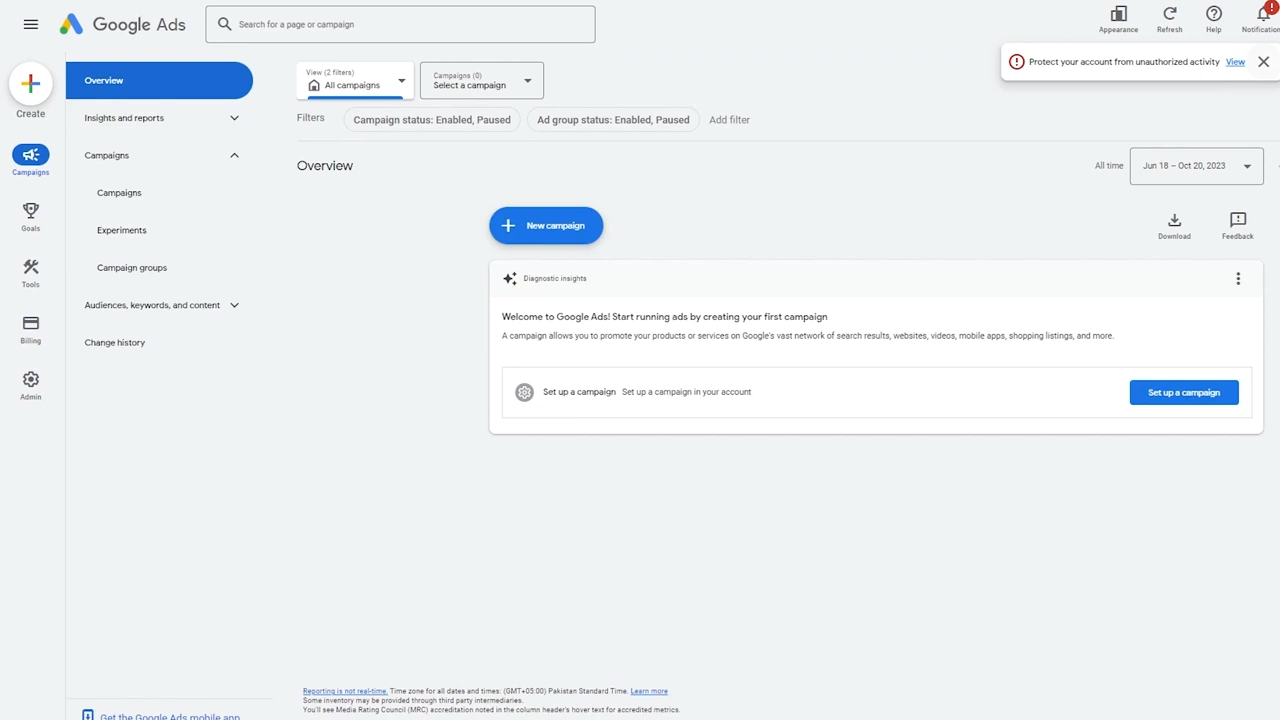 Google Ads
Search for a page or campaign
Appearance
Refresh
Help
Notification
Protect your account from unauthorized activity View
Create
Campaigns
Goals
Tools
Billing
Admin
Overview
Insights and reports
Campaigns
Campaigns
Experiments
Campaign groups
Audiences, keywords, and content
Change history
Get the Google Ads mobile app
View (2 filters)
All campaigns
Campaigns (0)
Select a campaign
Filters
Campaign status: Enabled, Paused
Ad group status: Enabled, Paused
Add filter
Overview
All time
Jun 18 – Oct 20, 2023
New campaign
Download
Feedback
Diagnostic insights
Welcome to Google Ads! Start running ads by creating your first campaign
A campaign allows you to promote your products or services on Google's vast network of search results, websites, videos, mobile apps, shopping listings, and more.
Set up a campaign Set up a campaign in your account
Set up a campaign
Reporting is not real-time. Time zone for all dates and times: (GMT+05:00) Pakistan Standard Time. Learn more
Some inventory may be provided through third party intermediaries.
You'll see Media Rating Council (MRC) accreditation noted in the column header's hover text for accredited metrics.